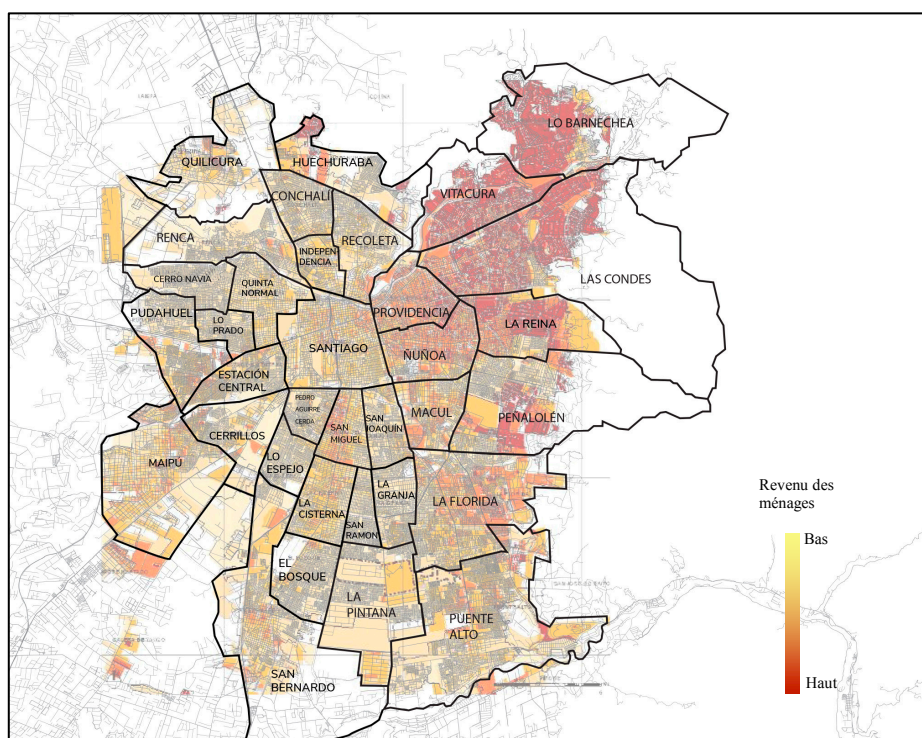 LO BARNECHEA
QUILICURA
HUECHURABA
VITACURA
CONCHALÍ
RENCA
RECOLETA
INDEPEN
DENCIA
CERRO NAVIA
QUINTA
NORMAL
LAS CONDES
PUDAHUEL
LO
PRADO
PROVIDENCIA
LA REINA
SANTIAGO
ÑUÑOA
ESTACIÓN
CENTRAL
PEDRO
AGUIRRE
CERDA
SAN
MIGUEL
SAN
JOAQUÍN
MACUL
PEÑALOLÉN
CERRILLOS
MAIPÚ
LO
ESPEJO
LA
GRANJA
LA
CISTERNA
SAN
RAMON
LA FLORIDA
EL
BOSQUE
LA
PINTANA
PUENTE
ALTO
SAN
BERNARDO
Revenu des
ménages
Bas
Haut